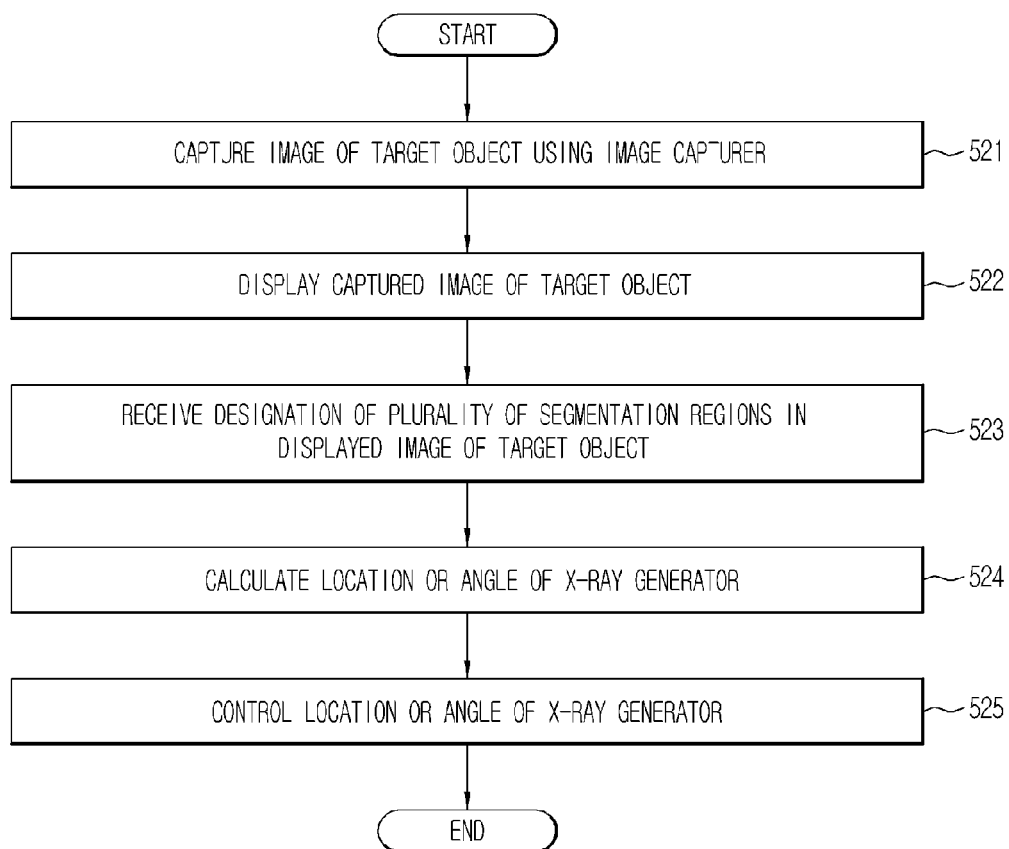 START
CAPTURE IMAGE OF TARGET OBJECT USING IMAGE CAPTURER
521
DISPLAY CAPTURED IMAGE OF TARGET OBJECT
522
RECEIVE DESIGNATION OF PLURALITY OF SEGMENTATION REGIONS IN
DISPLAYED IMAGE OF TARGET OBJECT
523
CALCULATE LOCATION OR ANGLE OF X-RAY GENERATOR
524
CONTROL LOCATION OR ANGLE OF X-RAY GENERATOR
525
END